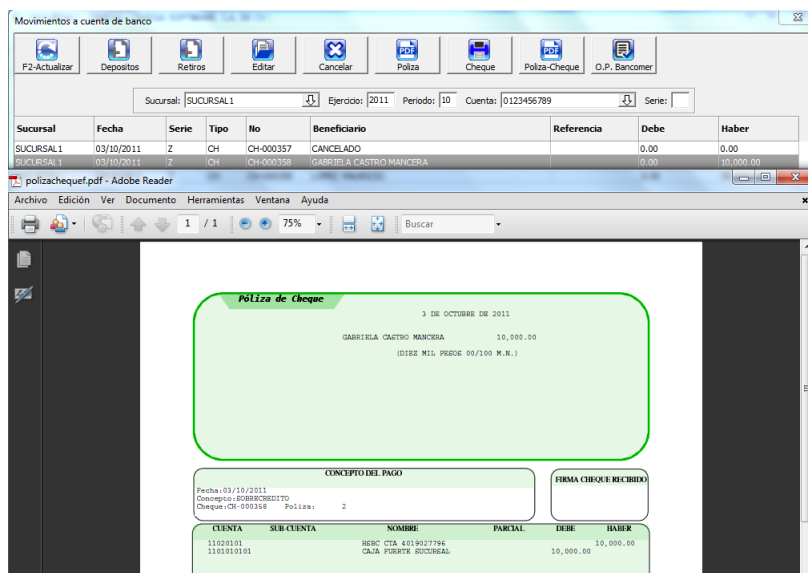 Movimientos a cuenta de banco
F2-Actualizar Depositos Retiros Editar Cancelar Poliza Cheque Poliza-Cheque O.P. Bancomer
Sucursal: SUCURSAL1 Ejercicio: 2011 Periodo: 10 Cuenta: 0123456789 Serie:
Sucursal Fecha Serie Tipo No Beneficiario Referencia Debe Haber
SUCURSAL1 03/10/2011 Z CH CH-000357 CANCELADO 0.00 0.00
SUCURSAL1 03/10/2011 Z CH CH-000358 GABRIELA CASTRO MANCERA 0.00 10,000.00
polizachequef.pdf - Adobe Reader
Archivo Edición Ver Documento Herramientas Ventana Ayuda
1 / 1 75% Buscar
Póliza de Cheque
3 DE OCTUBRE DE 2011
GABRIELA CASTRO MANCERA 10,000.00
(DIEZ MIL PESOS 00/100 M.N.)
CONCEPTO DEL PAGO
FIRMA CHEQUE RECIBIDO
Fecha:03/10/2011
Concepto:SOBRECREDITO
Cheque:CH-000358 Poliza: 2
CUENTA SUB-CUENTA NOMBRE PARCIAL DEBE HABER
11020101 HSBC CTA 4019027796 10,000.00
1101010101 CAJA FUERTE SUCURSAL 10,000.00